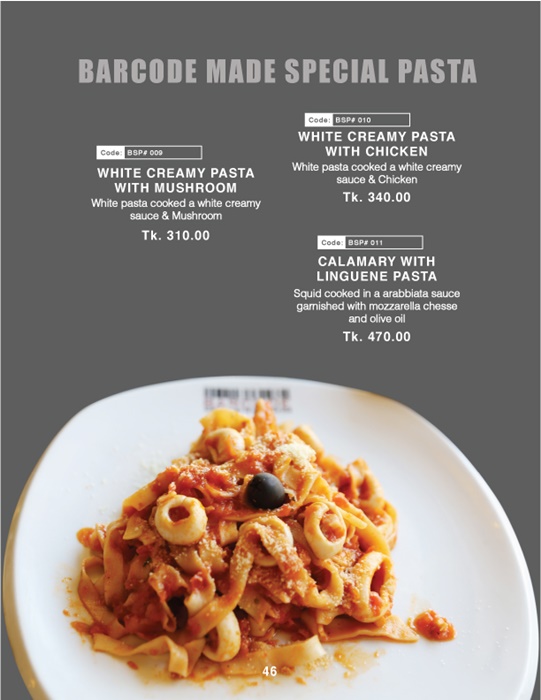 BARCODE MADE SPECIAL PASTA
Code: BSP# 009
WHITE CREAMY PASTA
WITH MUSHROOM
White pasta cooked a white creamy
sauce & Mushroom
Tk. 310.00
Code: BSP# 010
WHITE CREAMY PASTA
WITH CHICKEN
White pasta cooked a white creamy
sauce & Chicken
Tk. 340.00
Code: BSP# 011
CALAMARY WITH
LINGUENE PASTA
Squid cooked in a arabbiata sauce
garnished with mozzarella chesse
and olive oil
Tk. 470.00
46